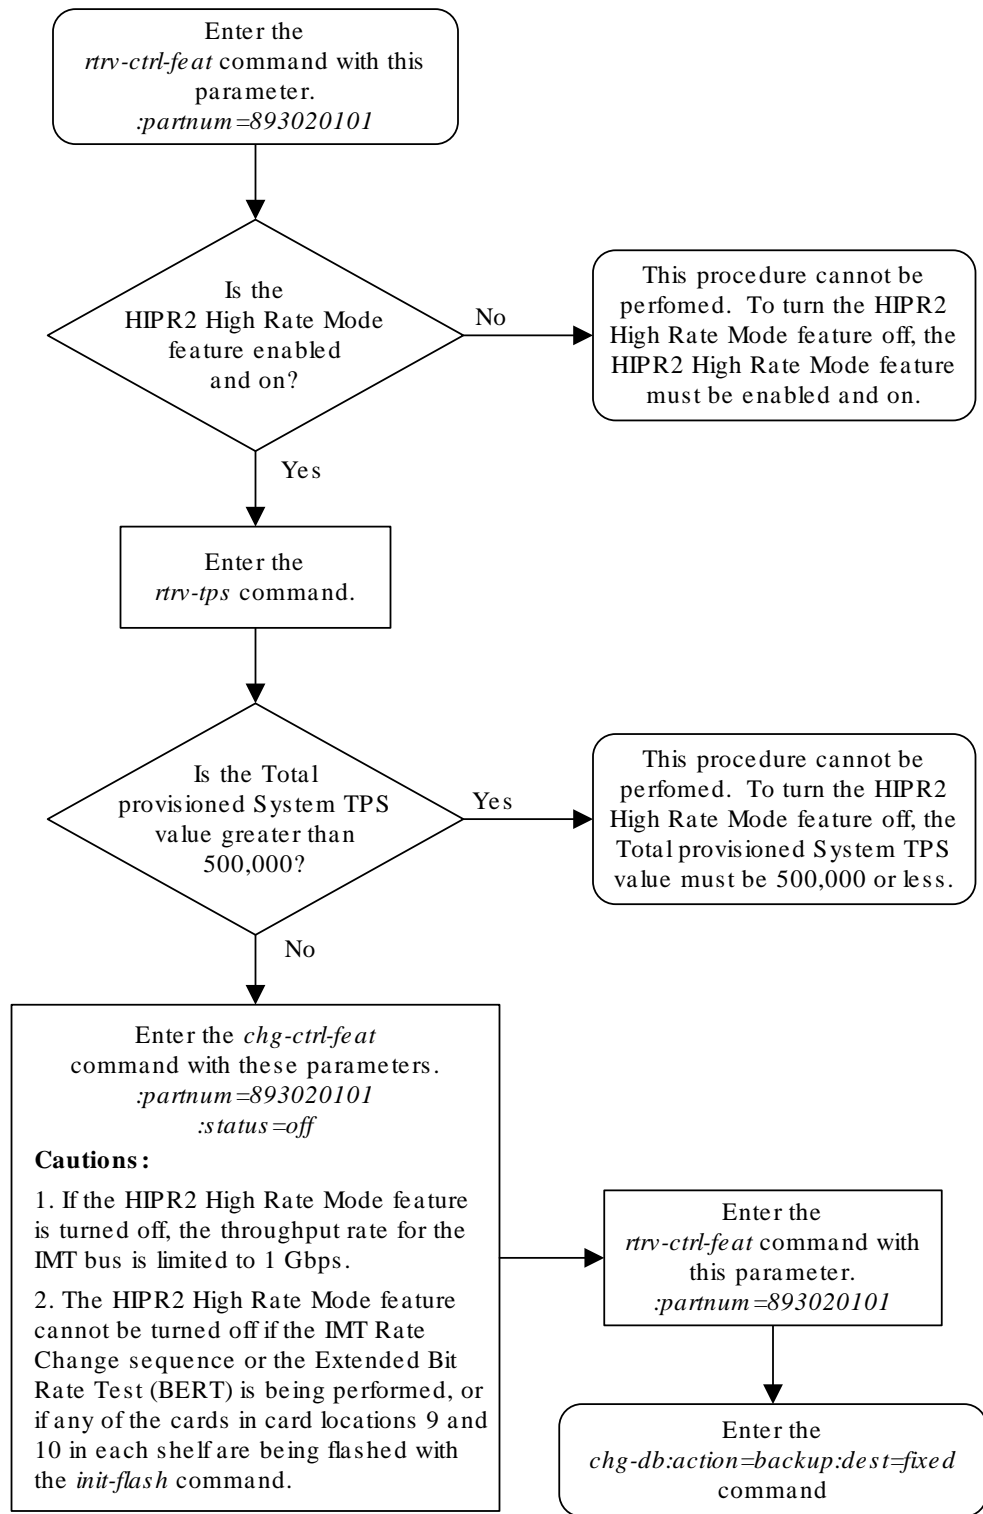 Enter the
rtrv-ctrl-feat command with this
parameter.
:partnum=893020101
Is the
HIPR2 High Rate Mode
feature enabled
and on?
No
This procedure cannot be
perfomed.  To turn the HIPR2
High Rate Mode feature off, the
HIPR2 High Rate Mode feature
must be enabled and on.
Yes
Enter the
rtrv-tps command.
Is the Total
provisioned System TPS
value greater than
500,000?
Yes
This procedure cannot be
perfomed.  To turn the HIPR2
High Rate Mode feature off, the
Total provisioned System TPS
value must be 500,000 or less.
No
Enter the chg-ctrl-feat
command with these parameters.
:partnum=893020101
:status=off
Cautions:
1. If the HIPR2 High Rate Mode feature
is turned off, the throughput rate for the
IMT bus is limited to 1 Gbps.
2. The HIPR2 High Rate Mode feature
cannot be turned off if the IMT Rate
Change sequence or the Extended Bit
Rate Test (BERT) is being performed, or
if any of the cards in card locations 9 and
10 in each shelf are being flashed with
the init-flash command.
Enter the
rtrv-ctrl-feat command with
this parameter.
:partnum=893020101
Enter the
chg-db:action=backup:dest=fixed
command